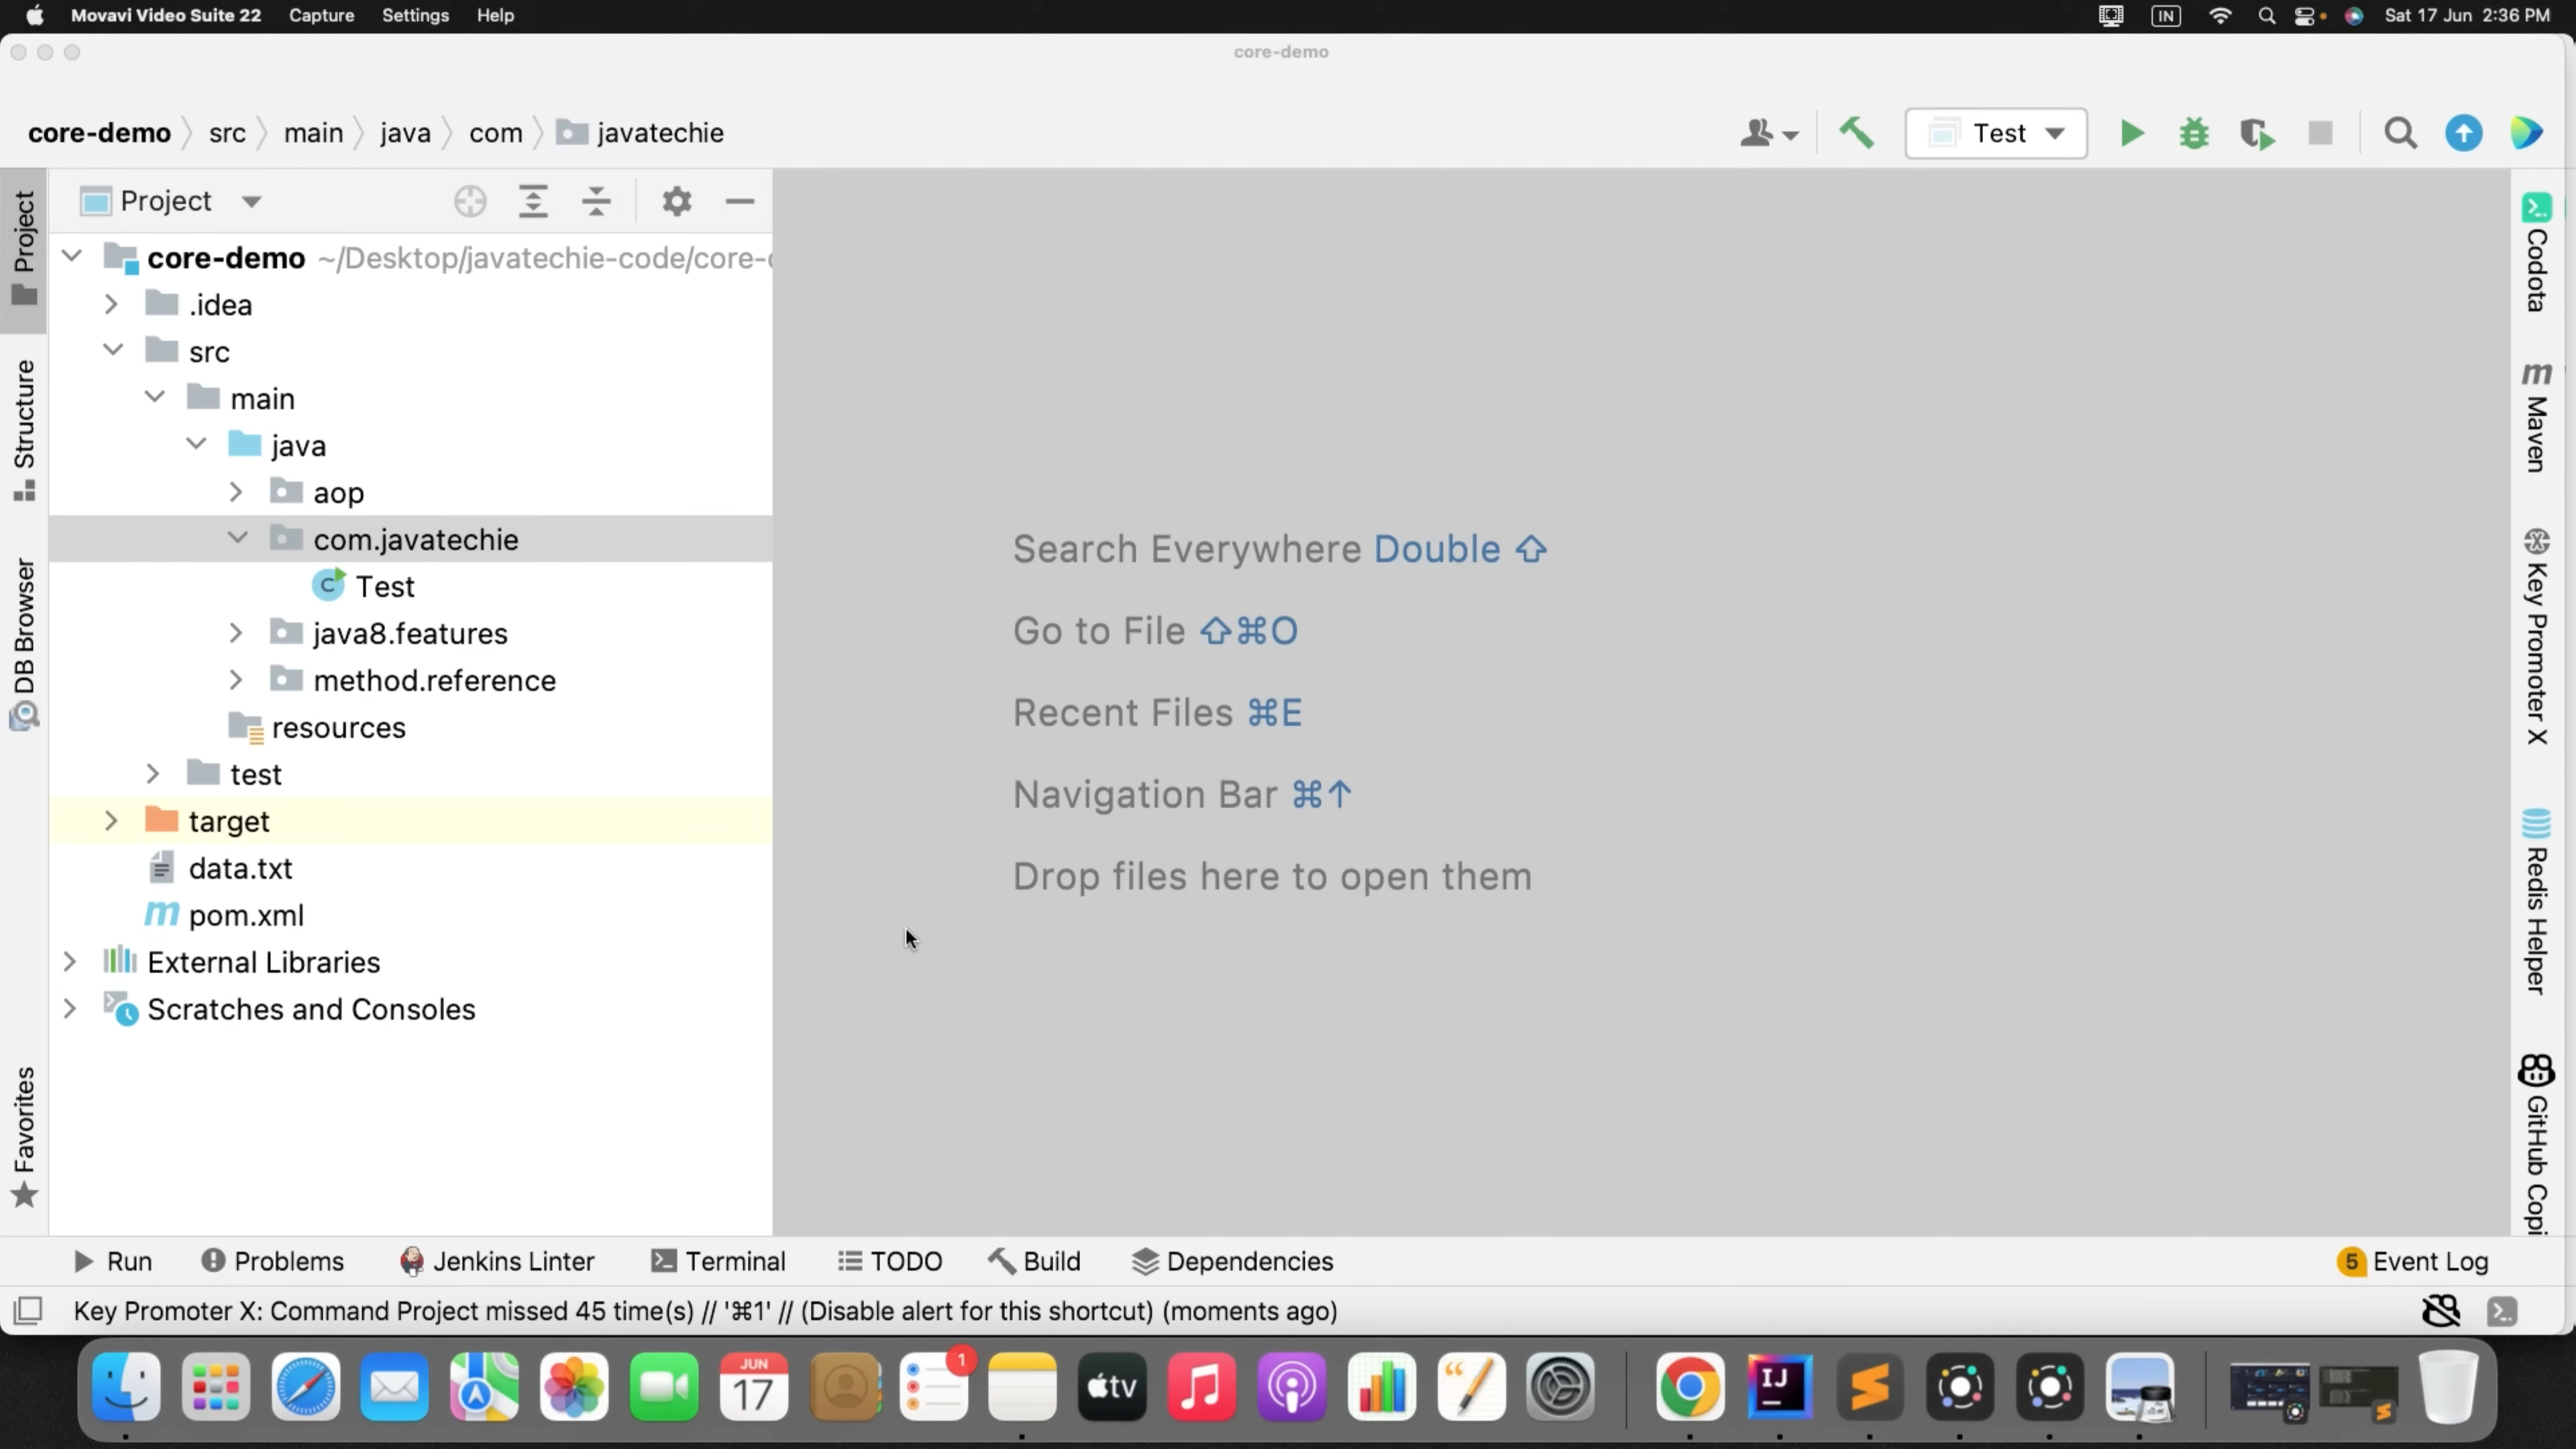 Movavi Video Suite 22 Capture Settings Help IN Sat 17 Jun 2:36 PM
core-demo
core-demo src main java com javatechie Test
Project
Structure
DB Browser
Favorites
Project
core-demo ~/Desktop/javatechie-code/core-
.idea
src
main
java
aop
com.javatechie
C Test
java8.features
method.reference
resources
test
target
data.txt
m pom.xml
External Libraries
Scratches and Consoles
Search Everywhere Double ⇧
Go to File ⇧⌘O
Recent Files ⌘E
Navigation Bar ⌘↑
Drop files here to open them
Codota
m Maven
Key Promoter X
Redis Helper
GitHub Copi
Run Problems Jenkins Linter Terminal TODO Build Dependencies 5 Event Log
Key Promoter X: Command Project missed 45 time(s) // '⌘1' // (Disable alert for this shortcut) (moments ago)
JUN
17
1
tv
IJ